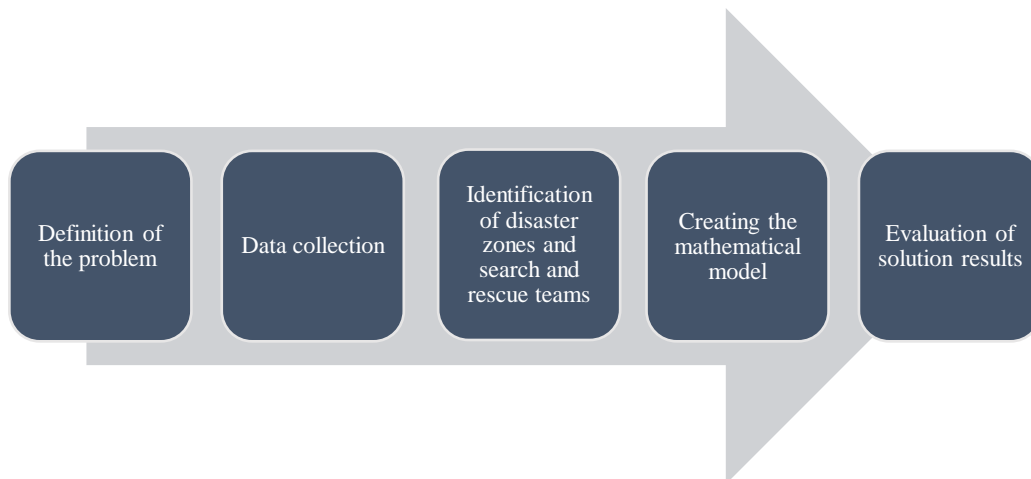 Definition of
the problem
Data collection
Identification
of disaster
zones and
search and
rescue teams
Creating the
mathematical
model
Evaluation of
solution results